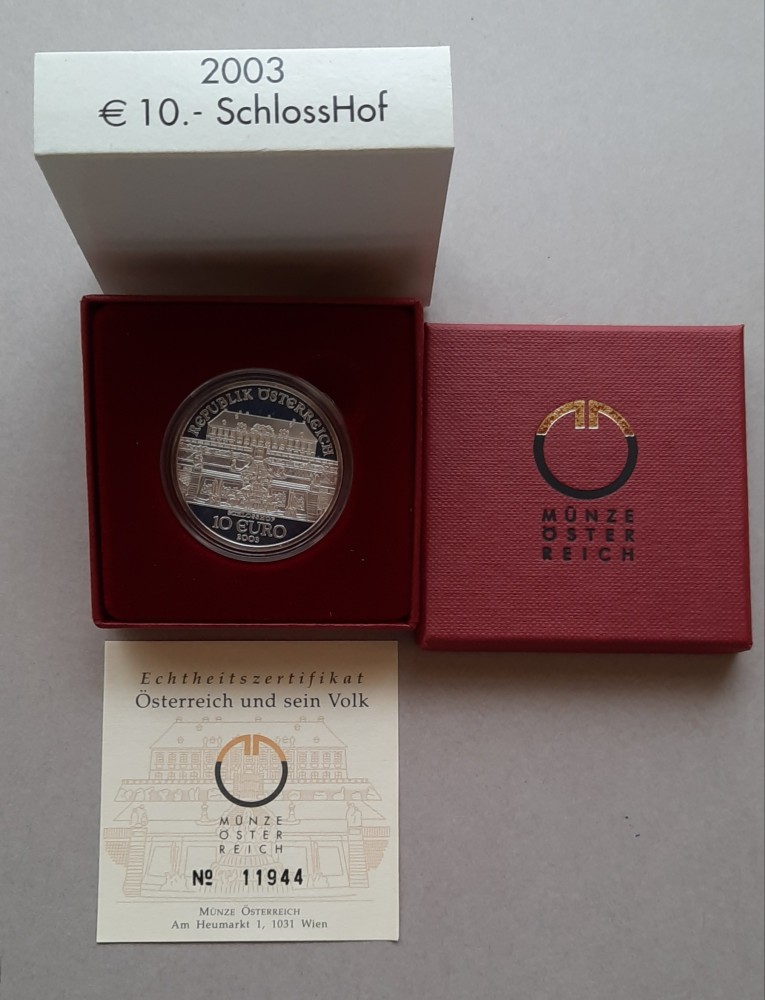 2003
€ 10.- SchlossHof
REPUBLIK ÖSTERREICH
SCHLOSSHOF
10 EURO
2003
MÜNZE
ÖSTER
REICH
Echtheitszertifikat
Österreich und sein Volk
MÜNZE
ÖSTER
REICH
№ 11944
MÜNZE ÖSTERREICH
Am Heumarkt 1, 1031 Wien